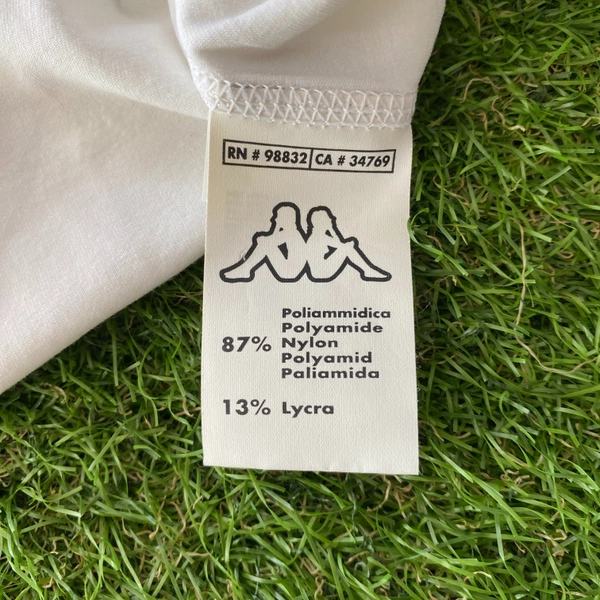 RN # 98832 CA # 34769
Poliammidica
Polyamide
87% Nylon
Polyamid
Paliamida
13% Lycra